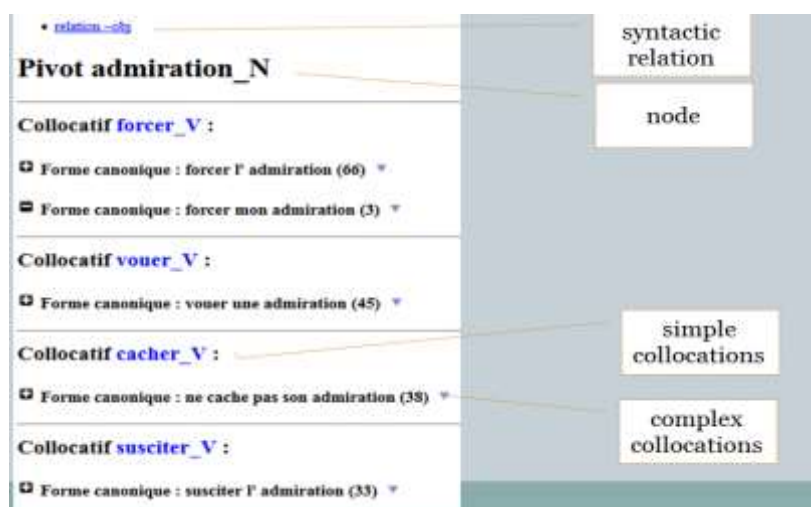 relation –obj
syntactic
relation
Pivot admiration_N
node
Collocatif forcer_V :
Forme canonique : forcer l' admiration (66)
Forme canonique : forcer mon admiration (3)
Collocatif vouer_V :
Forme canonique : vouer une admiration (45)
Collocatif cacher_V :
simple
collocations
Forme canonique : ne cache pas son admiration (38)
complex
collocations
Collocatif susciter_V :
Forme canonique : susciter l' admiration (33)